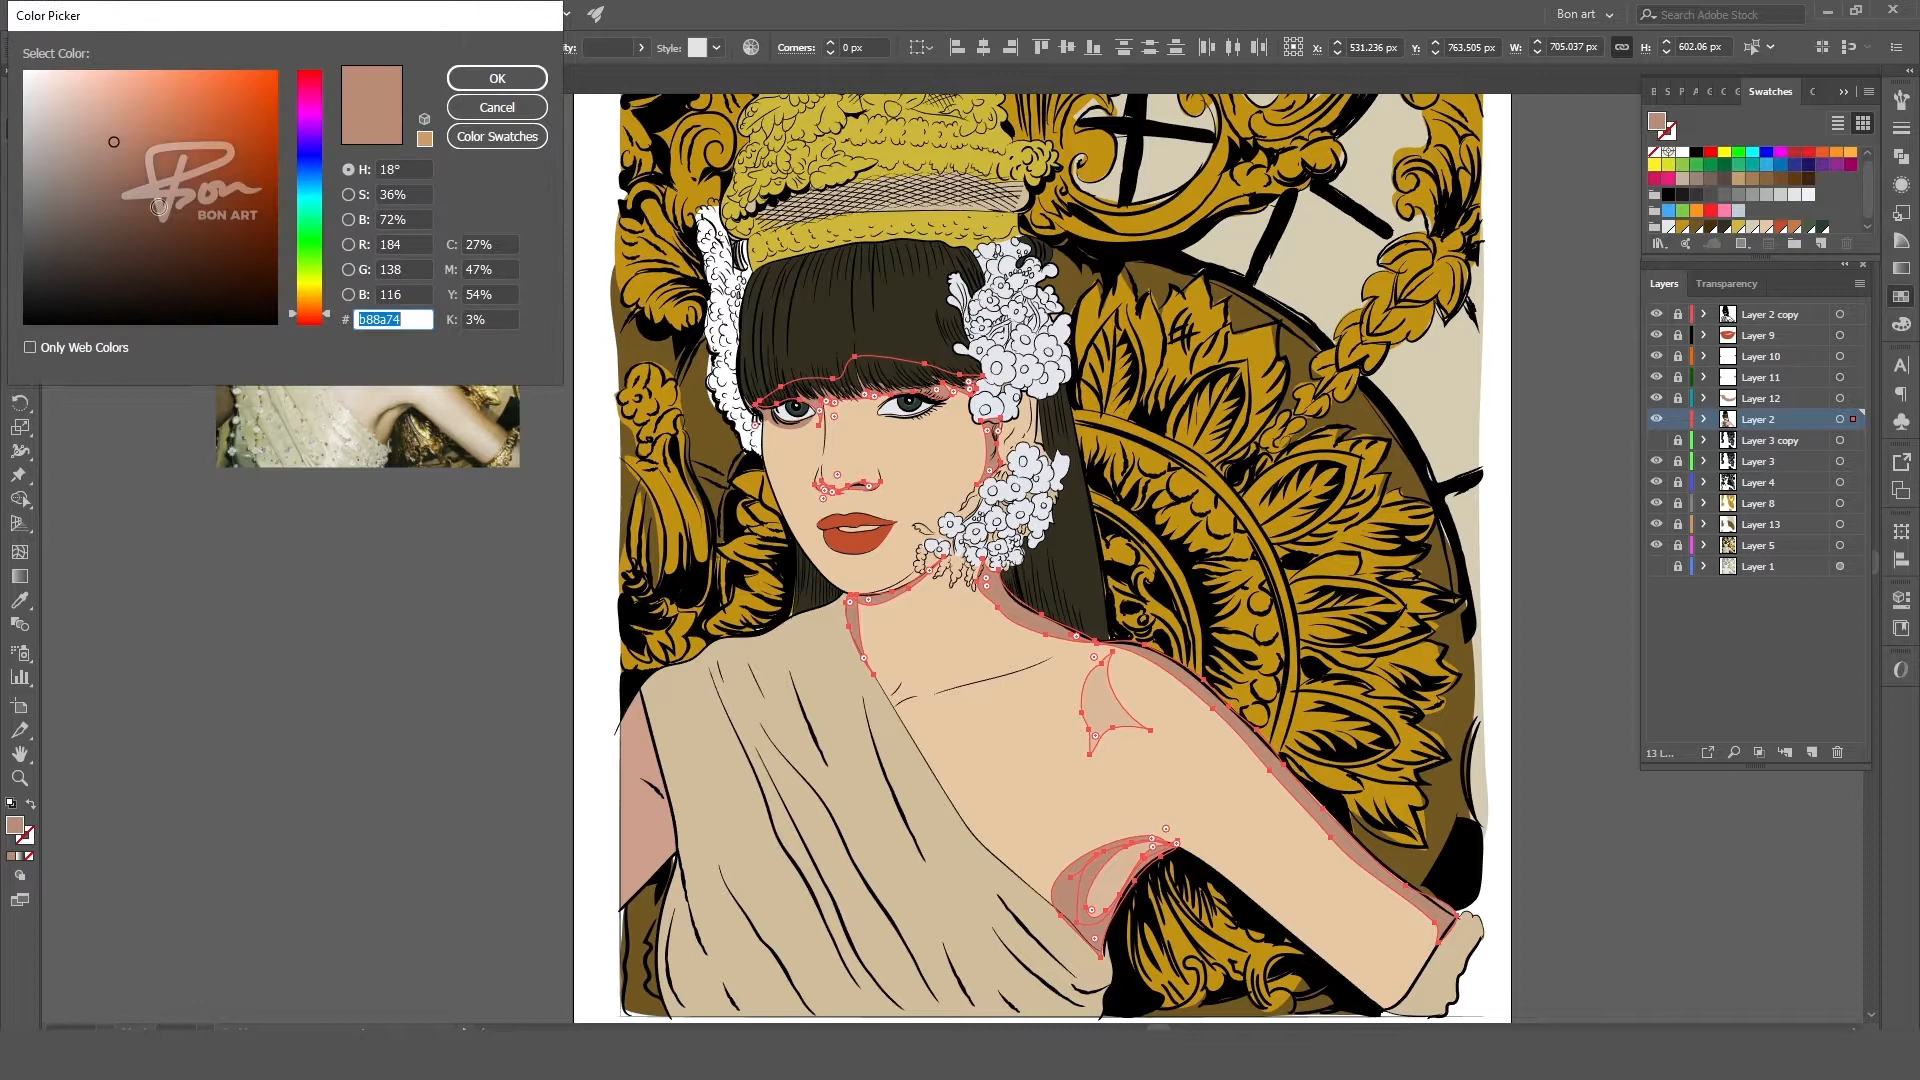 Color Picker
Bon art
Search Adobe Stock
Style:
Corners:
0 px
X:
531.236 px
Y:
763.505 px
W:
705.037 px
H:
602.06 px
Select Color:
OK
Cancel
Color Swatches
H:
18°
S:
36%
B:
72%
R:
184
C:
27%
G:
138
M:
47%
B:
116
Y:
54%
#
b88a74
K:
3%
Only Web Colors
Bon
BON ART
Swatches
Layers
Transparency
Layer 2 copy
Layer 9
Layer 10
Layer 11
Layer 12
Layer 2
Layer 3 copy
Layer 3
Layer 4
Layer 8
Layer 13
Layer 5
Layer 1
13 L...